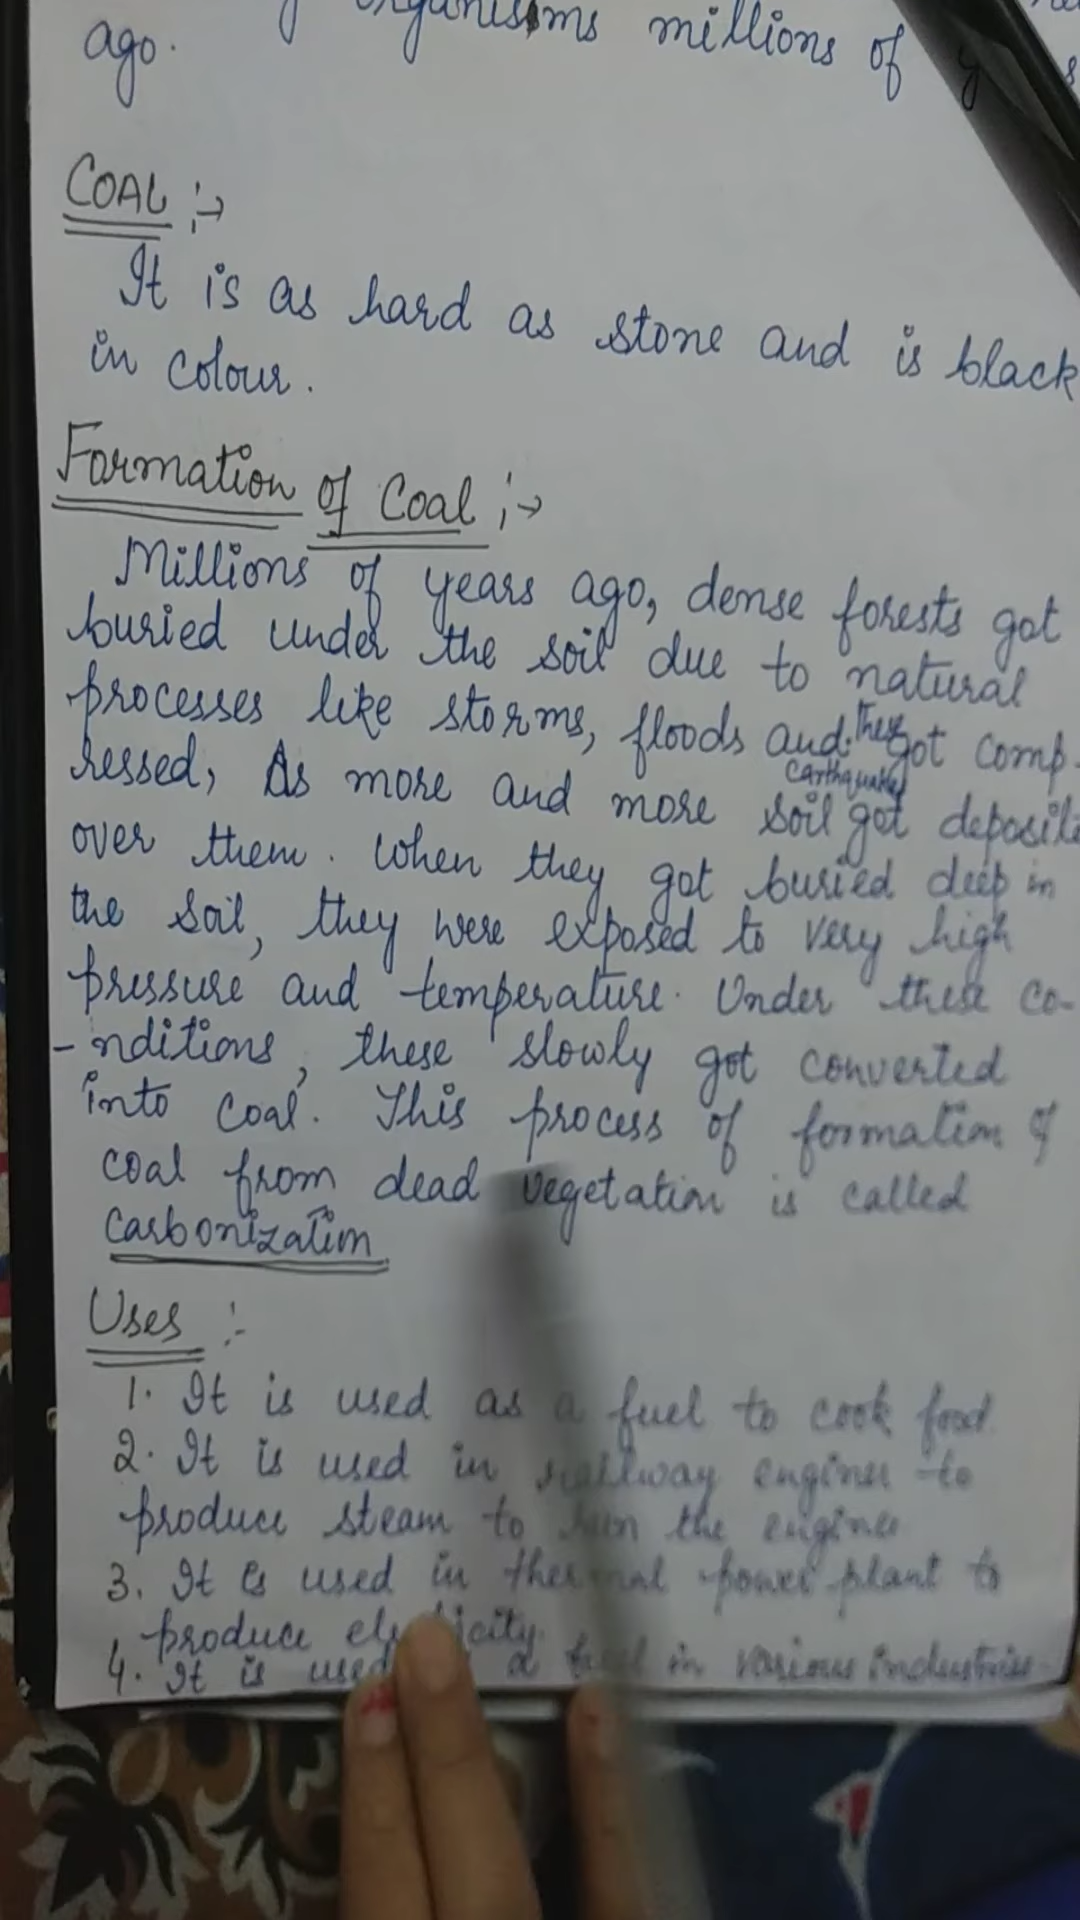 organisms millions of
ago.
COAL :→
It is as hard as stone and is black
in colour.
Formation of Coal :→
Millions of years ago, dense forests got
buried under the soil due to natural
processes like storms, floods and They got comp-
earthquakes
ressed, As more and more soil got
over them. When they got buried deep in
the soil, they were exposed to very high
pressure and temperature. Under these co-
-nditions, these slowly got converted
into coal. This process of formation of
coal from dead vegetation is called
Carbonization
Uses :-
1. It is used as a fuel to cook food.
2. It is used in railway engines to
produce steam to run the engines
3. It is used in thermal power plant to
produce
4. It is used a in various industries.